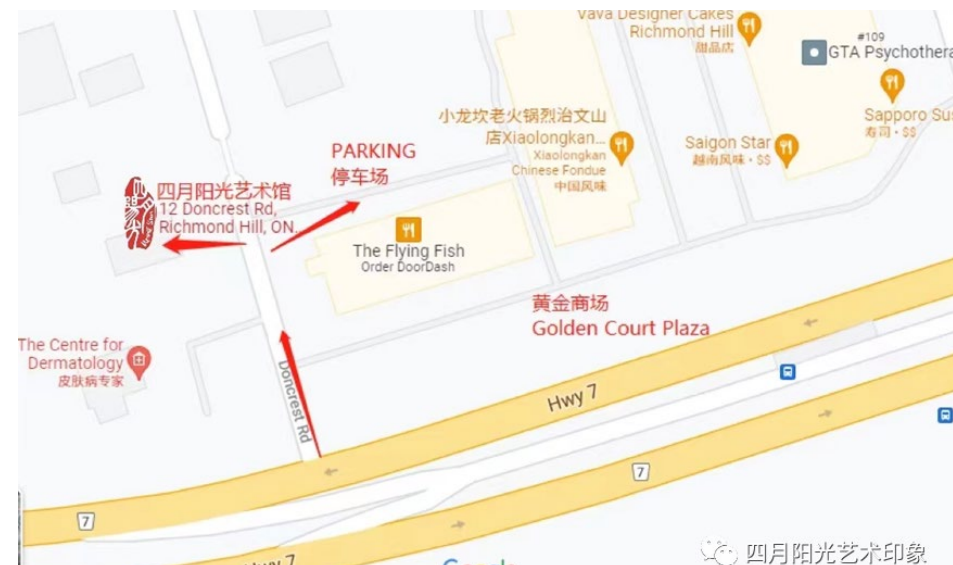 Vava Designer Cakes
Richmond Hill
甜品店
#109
GTA Psychothera
Sapporo Sus
寿司·$$
小龙坎老火锅烈治文山
店Xiaolongkan...
Xiaolongkan
Chinese Fondue
中国风味
Saigon Star
越南风味·$$
PARKING
停车场
四月阳光艺术馆
12 Doncrest Rd,
Richmond Hill, ON...
The Flying Fish
Order DoorDash
黄金商场
Golden Court Plaza
The Centre for
Dermatology
皮肤病专家
Doncrest Rd
Hwy 7
7
7
Hwy 7
Google
四月阳光艺术印象